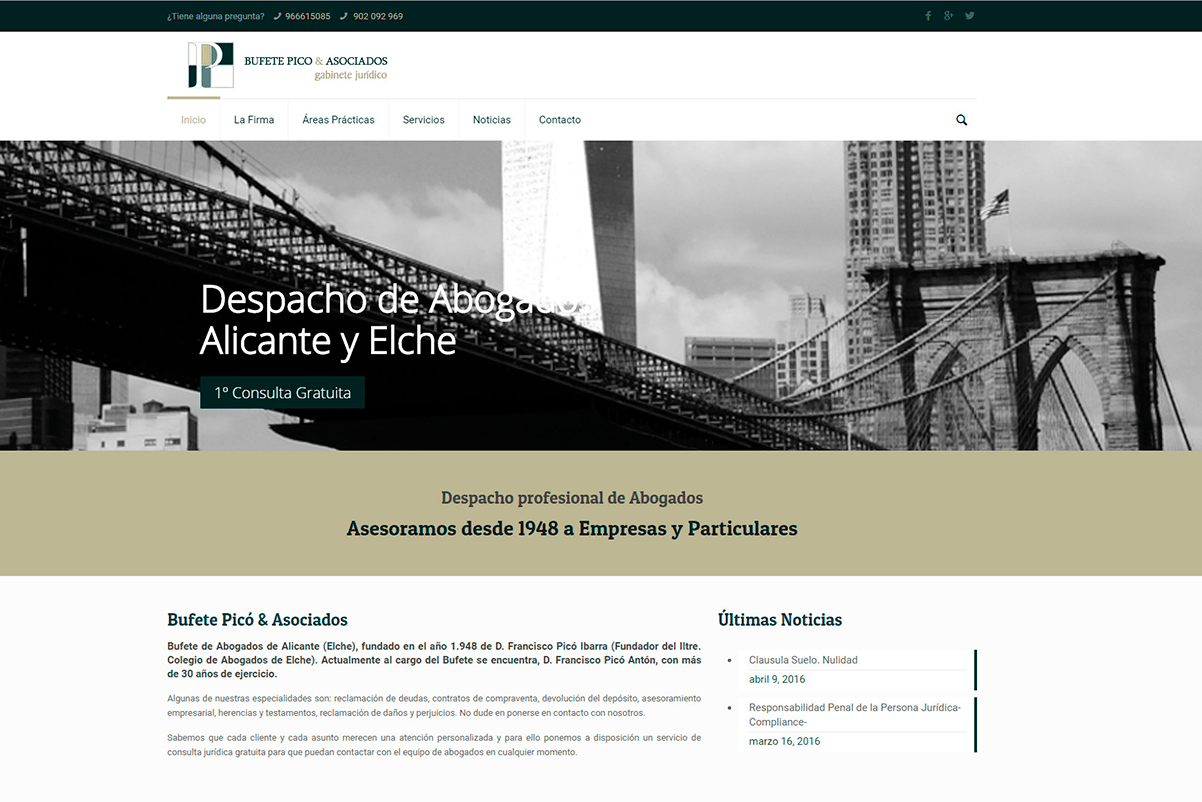 ¿Tiene alguna pregunta? 966615085 902 092 969
BUFETE PICO & ASOCIADOS
gabinete jurídico
Inicio La Firma Áreas Prácticas Servicios Noticias Contacto
Despacho de Abogados
Alicante y Elche
1º Consulta Gratuita
Despacho profesional de Abogados
Asesoramos desde 1948 a Empresas y Particulares
Bufete Picó & Asociados
Bufete de Abogados de Alicante (Elche), fundado en el año 1.948 de D. Francisco Picó Ibarra (Fundador del Iltre.
Colegio de Abogados de Elche). Actualmente al cargo del Bufete se encuentra, D. Francisco Picó Antón, con más
de 30 años de ejercicio.
Algunas de nuestras especialidades son: reclamación de deudas, contratos de compraventa, devolución del depósito, asesoramiento
empresarial, herencias y testamentos, reclamación de daños y perjuicios. No dude en ponerse en contacto con nosotros.
Sabemos que cada cliente y cada asunto merecen una atención personalizada y para ello ponemos a disposición un servicio de
consulta jurídica gratuita para que puedan contactar con el equipo de abogados en cualquier momento.
Últimas Noticias
Clausula Suelo. Nulidad
abril 9, 2016
Responsabilidad Penal de la Persona Jurídica-
Compliance-
marzo 16, 2016